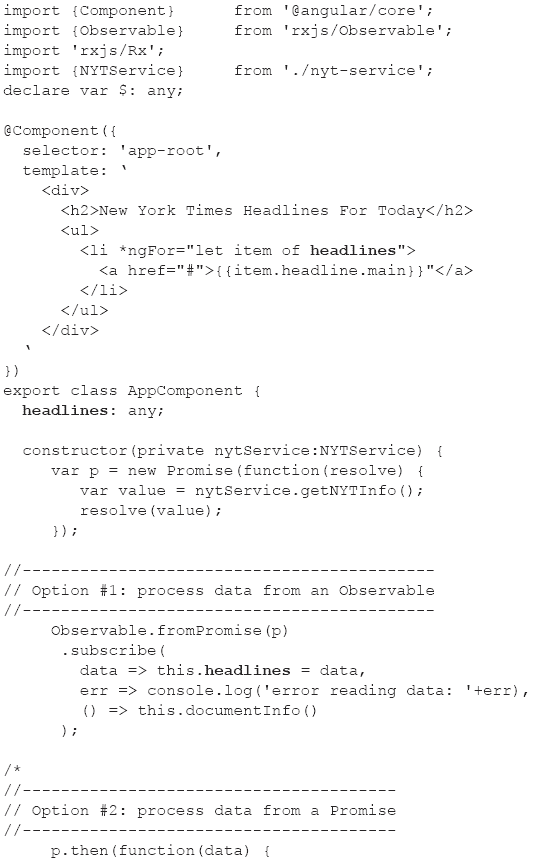 import {Component}      from '@angular/core';
import {Observable}     from 'rxjs/Observable';
import 'rxjs/Rx';
import {NYTService}     from './nyt-service';
declare var $: any;

@Component({
  selector: 'app-root',
  template: ‘
    <div>
      <h2>New York Times Headlines For Today</h2>
      <ul>
        <li *ngFor="let item of headlines">
          <a href="#">{{item.headline.main}}"</a>
        </li>
      </ul>
    </div>
  ‘
})
export class AppComponent {
  headlines: any;

  constructor(private nytService:NYTService) {
     var p = new Promise(function(resolve) {
        var value = nytService.getNYTInfo();
        resolve(value);
     });

//-------------------------------------------
// Option #1: process data from an Observable
//-------------------------------------------
     Observable.fromPromise(p)
      .subscribe(
        data => this.headlines = data,
        err => console.log('error reading data: '+err),
        () => this.documentInfo()
      );

/*
//---------------------------------------
// Option #2: process data from a Promise
//---------------------------------------
     p.then(function(data) {